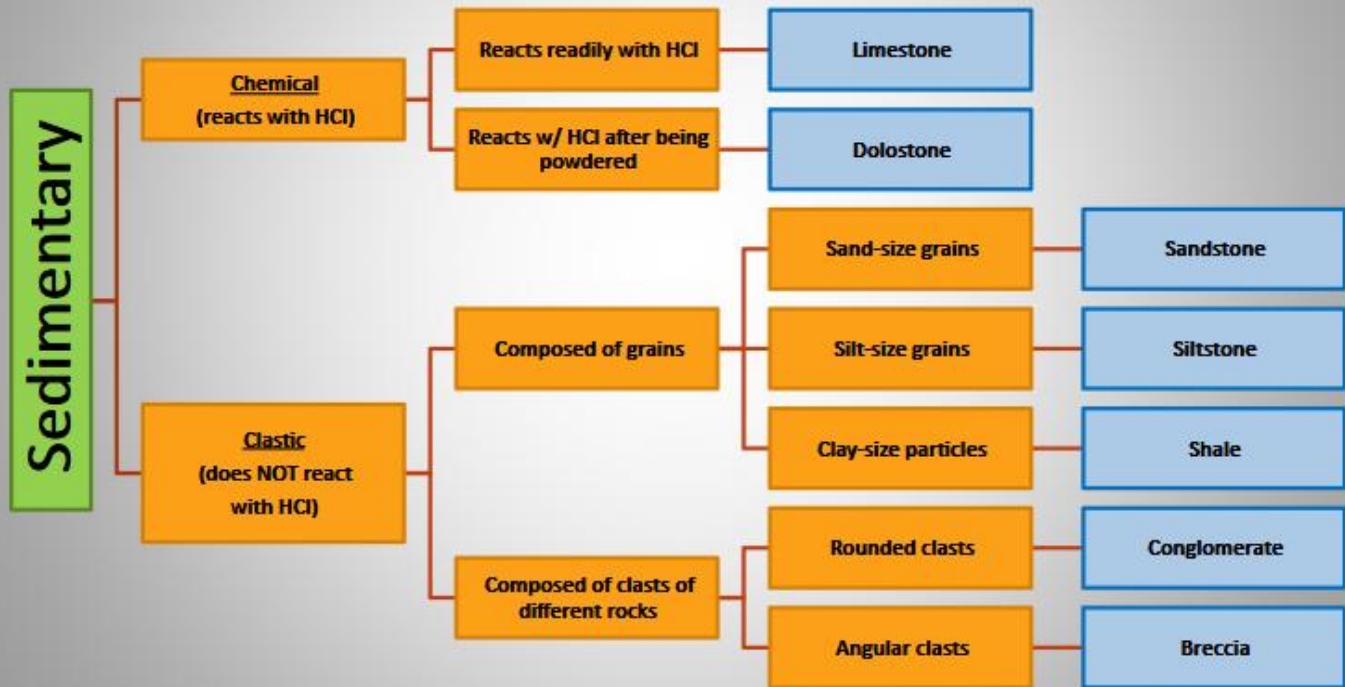 Sedimentary
Chemical
(reacts with HCl)
Reacts readily with HCl
Limestone
Reacts w/ HCl after being
powdered
Dolostone
Clastic
(does NOT react
with HCl)
Composed of grains
Sand-size grains
Sandstone
Silt-size grains
Siltstone
Clay-size particles
Shale
Composed of clasts of
different rocks
Rounded clasts
Conglomerate
Angular clasts
Breccia